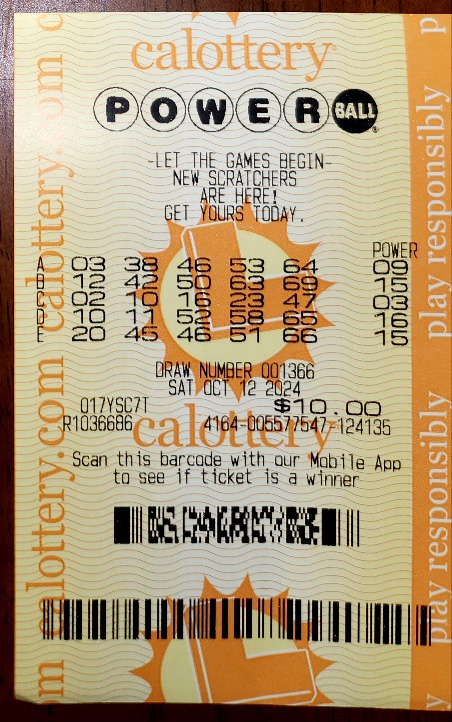 calottery
POWERBALL®
-LET THE GAMES BEGIN-
NEW SCRATCHERS
ARE HERE!
GET YOURS TODAY.
POWER
A 03 38 46 53 64 09
B 12 42 50 63 69 15
C 02 10 16 23 47 03
D 10 11 52 58 65 16
E 20 45 46 51 66 15
DRAW NUMBER 001366
SAT OCT 12 2024
017YSC7T $10.00
R1036686 4164-005577547-124135
calottery
Scan this barcode with our Mobile App
to see if ticket is a winner
calottery.com calottery.com c
play responsibly play responsibly p